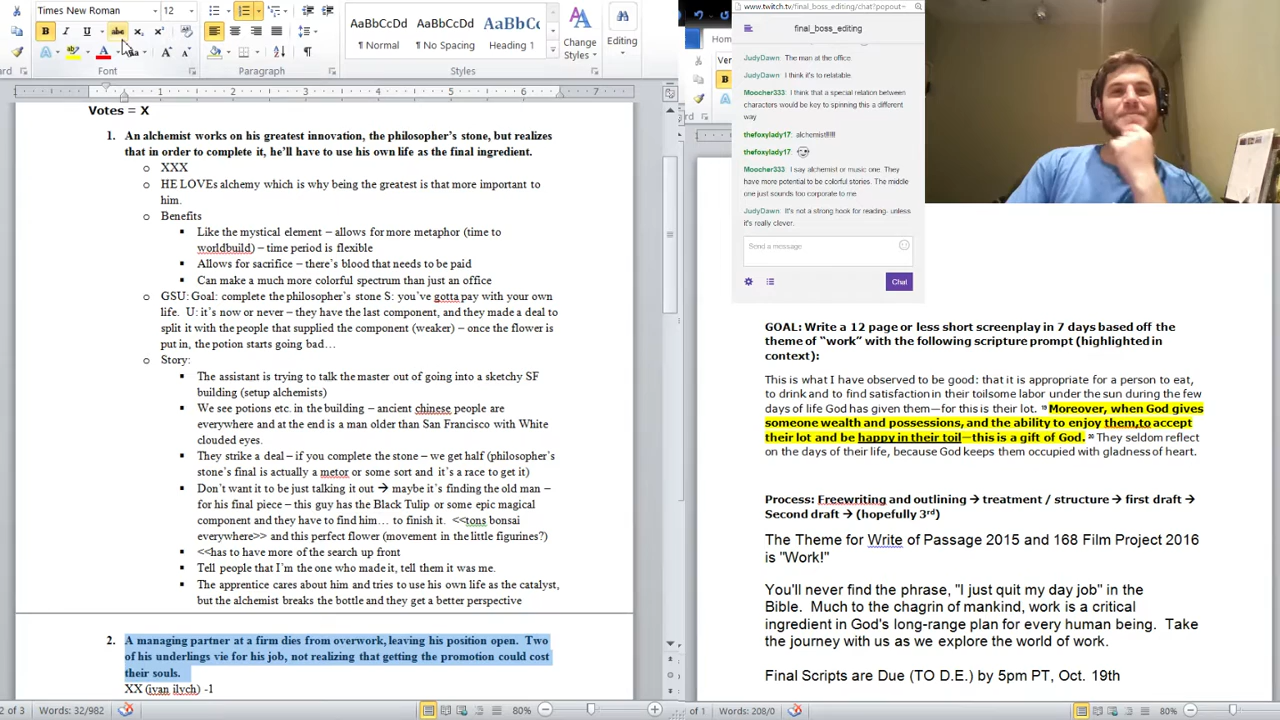 Times New Roman
12
AaBbCcDd
AaBbCcDd
AaBbCc
¶ Normal
¶ No Spacing
Heading 1
Change
Styles
Editing
Font
Paragraph
Styles
Votes = X
1. An alchemist works on his greatest innovation, the philosopher's stone, but realizes
that in order to complete it, he'll have to use his own life as the final ingredient.
o XXX
o HE LOVEs alchemy which is why being the greatest is that more important to
him.
o Benefits
▪ Like the mystical element – allows for more metaphor (time to
worldbuild) – time period is flexible
▪ Allows for sacrifice – there's blood that needs to be paid
▪ Can make a much more colorful spectrum than just an office
o GSU: Goal: complete the philosopher's stone S: you've gotta pay with your own
life. U: it's now or never – they have the last component, and they made a deal to
split it with the people that supplied the component (weaker) – once the flower is
put in, the potion starts going bad…
o Story:
▪ The assistant is trying to talk the master out of going into a sketchy SF
building (setup alchemists)
▪ We see potions etc. in the building – ancient chinese people are
everywhere and at the end is a man older than San Francisco with White
clouded eyes.
▪ They strike a deal – if you complete the stone – we get half (philosopher's
stone's final is actually a metor or some sort and it's a race to get it)
▪ Don't want it to be just talking it out → maybe it's finding the old man –
for his final piece – this guy has the Black Tulip or some epic magical
component and they have to find him… to finish it. <<tons bonsai
everywhere>> and this perfect flower (movement in the little figurines?)
▪ <<has to have more of the search up front
▪ Tell people that I'm the one who made it, tell them it was me.
▪ The apprentice cares about him and tries to use his own life as the catalyst,
but the alchemist breaks the bottle and they get a better perspective
2. A managing partner at a firm dies from overwork, leaving his position open. Two
of his underlings vie for his job, not realizing that getting the promotion could cost
their souls.
XX (ivan ilych) -1
2 of 3
Words: 32/982
80%
www.twitch.tv/final_boss_editing/chat?popout=
final_boss_editing
JudyDawn: The man at the office.
JudyDawn: I think it's to relatable.
Moocher333: I think that a special relation between
characters would be key to spinning this a different
way
thefoxylady17: alchemist!!!!
thefoxylady17:
Moocher333: I say alchemist or music one. They
have more potential to be colorful stories. The middle
one just sounds too corporate to me.
JudyDawn: It's not a strong hook for reading. unless
it's really clever.
Send a message
Chat
GOAL: Write a 12 page or less short screenplay in 7 days based off the
theme of "work" with the following scripture prompt (highlighted in
context):
This is what I have observed to be good: that it is appropriate for a person to eat,
to drink and to find satisfaction in their toilsome labor under the sun during the few
days of life God has given them—for this is their lot. 19 Moreover, when God gives
someone wealth and possessions, and the ability to enjoy them,to accept
their lot and be happy in their toil—this is a gift of God. 20 They seldom reflect
on the days of their life, because God keeps them occupied with gladness of heart.
Process: Freewriting and outlining → treatment / structure → first draft →
Second draft → (hopefully 3rd)
The Theme for Write of Passage 2015 and 168 Film Project 2016
is "Work!"
You'll never find the phrase, "I just quit my day job" in the
Bible. Much to the chagrin of mankind, work is a critical
ingredient in God's long-range plan for every human being. Take
the journey with us as we explore the world of work.
Final Scripts are Due (TO D.E.) by 5pm PT, Oct. 19th
of 1
Words: 208/0
80%